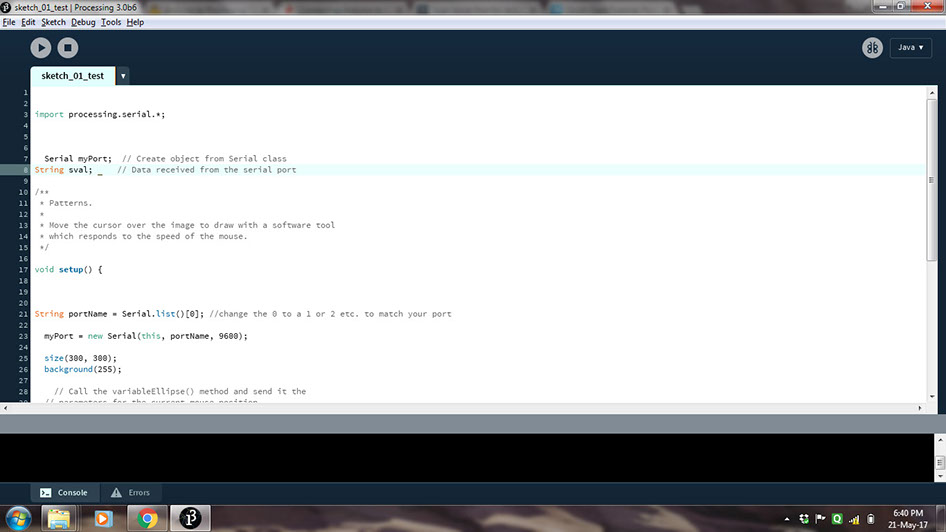 sketch_01_test | Processing 3.0b6
File Edit Sketch Debug Tools Help
Java ▾
sketch_01_test ▾
1
2
3 import processing.serial.*;
4
5
6
7 Serial myPort; // Create object from Serial class
8 String sval; _ // Data received from the serial port
9
10 /**
11 * Patterns.
12 *
13 * Move the cursor over the image to draw with a software tool
14 * which responds to the speed of the mouse.
15 */
16
17 void setup() {
18
19
20
21 String portName = Serial.list()[0]; //change the 0 to a 1 or 2 etc. to match your port
22
23 myPort = new Serial(this, portName, 9600);
24
25 size(300, 300);
26 background(255);
27
28 // Call the variableEllipse() method and send it the
29 // parameters for the current mouse position
Console Errors
6:40 PM
21-May-17